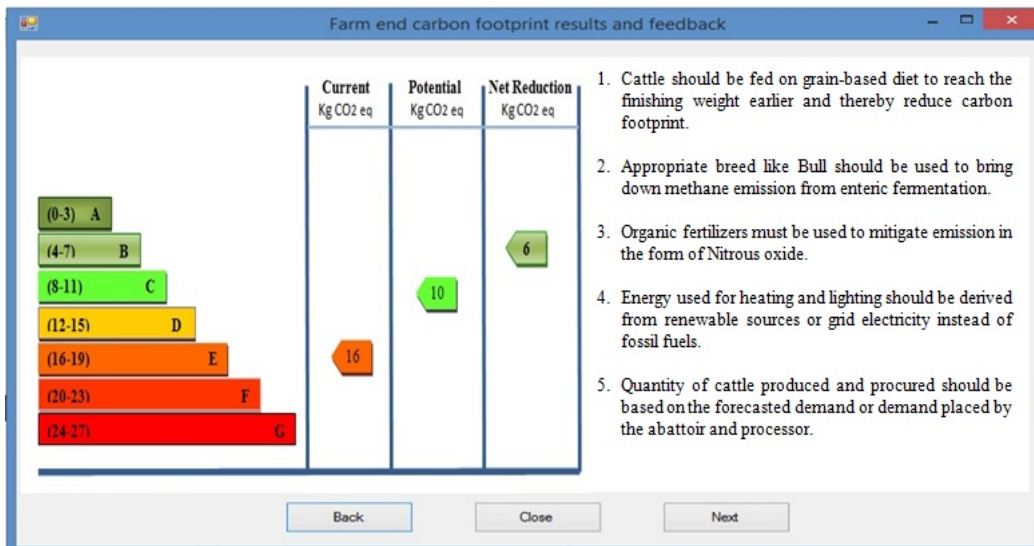 Farm end carbon footprint results and feedback
Current
Kg CO2 eq
Potential
Kg CO2 eq
Net Reduction
Kg CO2 eq
(0-3) A
(4-7) B
(8-11) C
(12-15) D
(16-19) E
(20-23) F
(24-27) G
16
10
6
1. Cattle should be fed on grain-based diet to reach the
finishing weight earlier and thereby reduce carbon
footprint.
2. Appropriate breed like Bull should be used to bring
down methane emission from enteric fermentation.
3. Organic fertilizers must be used to mitigate emission in
the form of Nitrous oxide.
4. Energy used for heating and lighting should be derived
from renewable sources or grid electricity instead of
fossil fuels.
5. Quantity of cattle produced and procured should be
based on the forecasted demand or demand placed by
the abattoir and processor.
Back
Close
Next